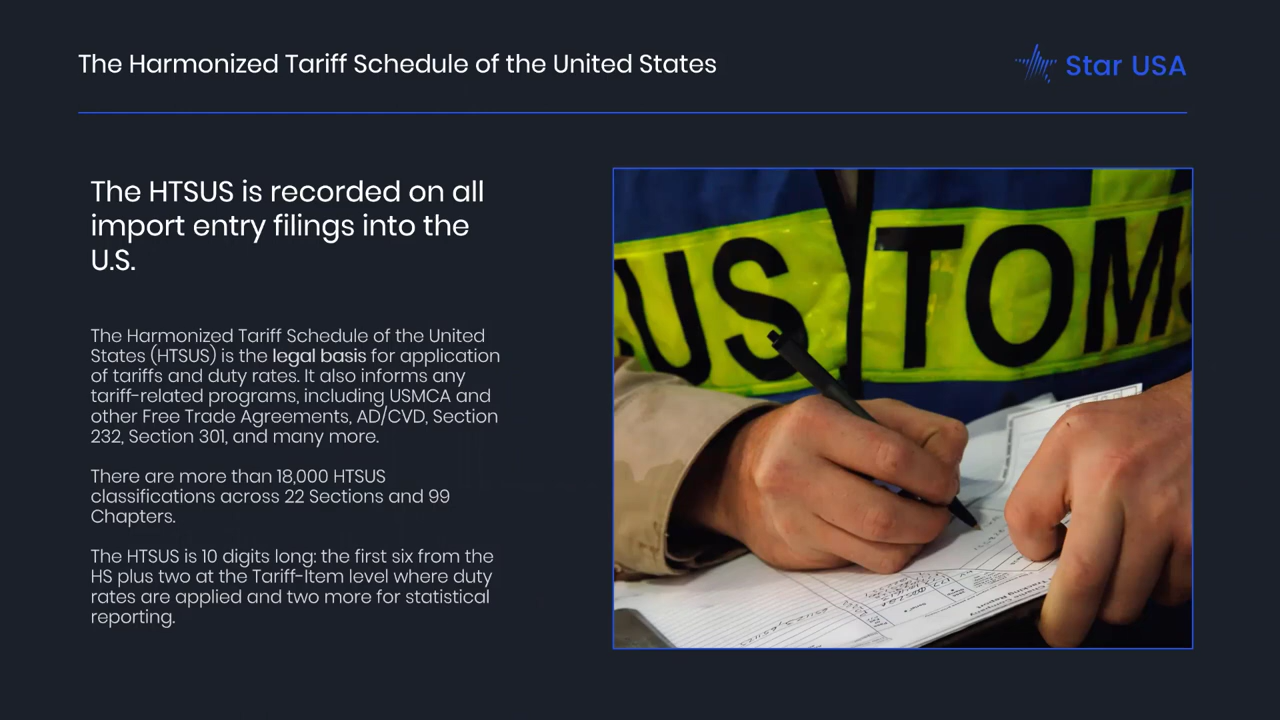 The Harmonized Tariff Schedule of the United States
Star USA
The HTSUS is recorded on all
import entry filings into the
U.S.
The Harmonized Tariff Schedule of the United
States (HTSUS) is the legal basis for application
of tariffs and duty rates. It also informs any
tariff-related programs, including USMCA and
other Free Trade Agreements, AD/CVD, Section
232, Section 301, and many more.
There are more than 18,000 HTSUS
classifications across 22 Sections and 99
Chapters.
The HTSUS is 10 digits long: the first six from the
HS plus two at the Tariff-Item level where duty
rates are applied and two more for statistical
reporting.
US TOMS